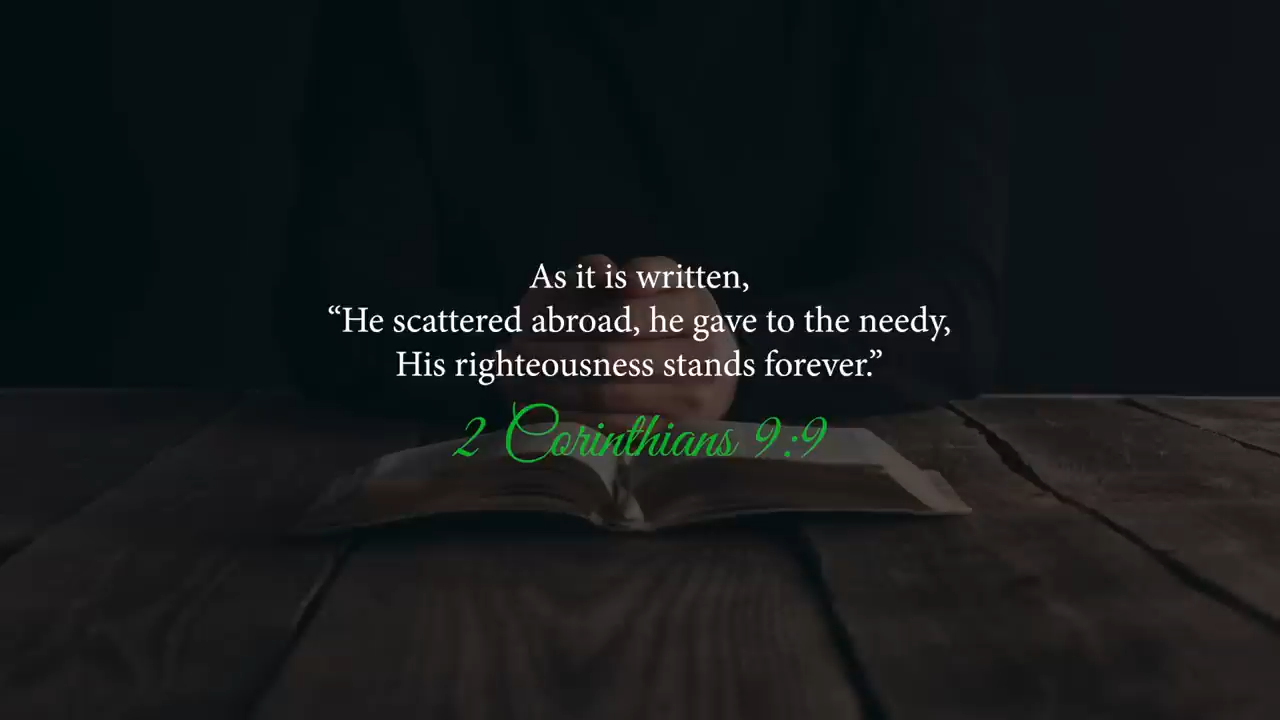 As it is written,
“He scattered abroad, he gave to the needy,
His righteousness stands forever.”
2 Corinthians 9:9